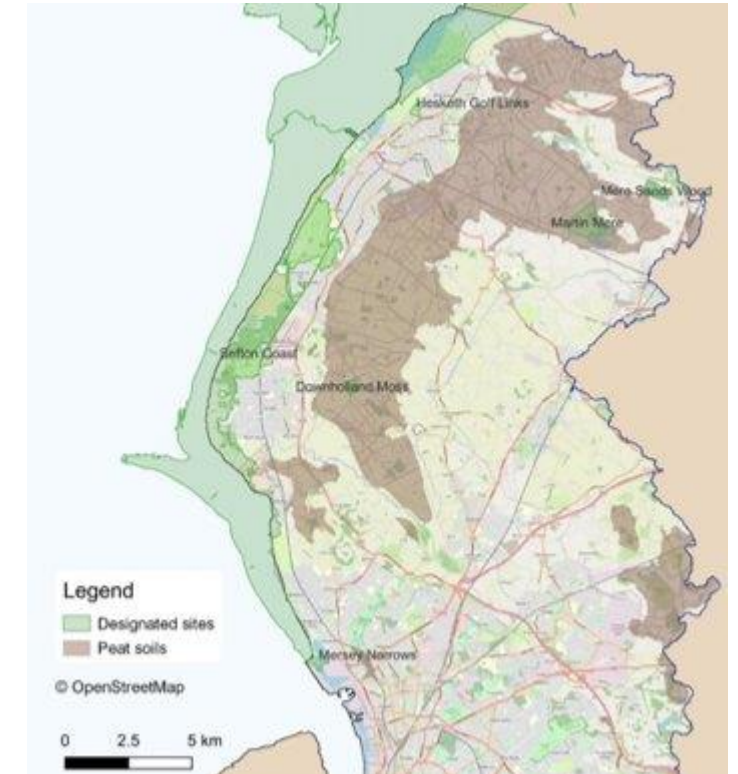 Hesketh Golf Links
Mere Sands Wood
Martin Mere
Sefton Coast
Downholland Moss
Legend
Designated sites
Peat soils
Mersey Narrows
© OpenStreetMap
0 2.5 5 km